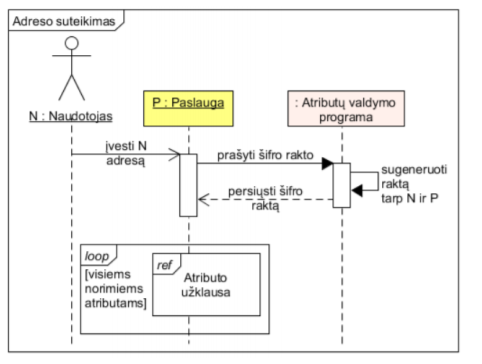 Adreso suteikimas
N : Naudotojas
P : Paslauga
: Atributų valdymo
programa
įvesti N
adresą
prašyti šifro rakto
sugeneruoti
raktą
tarp N ir P
persiųsti šifro
raktą
loop
[visiems
norimiems
atributams]
ref
Atributo
užklausa